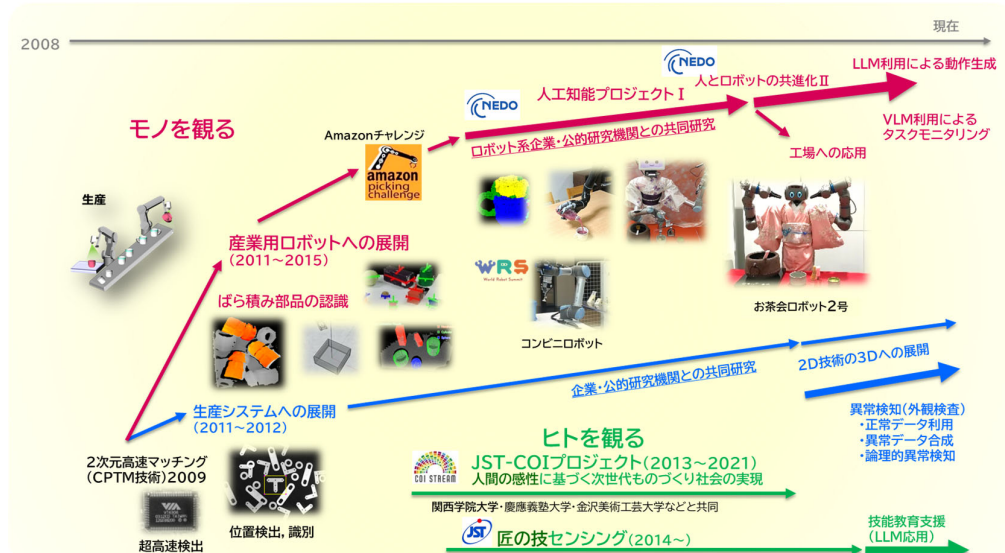 2008
現在
モノを観る
生産
Amazonチャレンジ
amazon
picking
challenge
NEDO
人工知能プロジェクトⅠ
ロボット系企業・公的研究機関との共同研究
NEDO
人とロボットの共進化Ⅱ
LLM利用による動作生成
VLM利用による
タスクモニタリング
工場への応用
産業用ロボットへの展開
(2011~2015)
ばら積み部品の認識
WRS
World Robot Summit
コンビニロボット
お茶会ロボット2号
生産システムへの展開
(2011~2012)
企業・公的研究機関との共同研究
2D技術の3Dへの展開
異常検知(外観検査)
・正常データ利用
・異常データ合成
・論理的異常検知
2次元高速マッチング
(CPTM技術)2009
VIA
超高速検出
位置検出, 識別
ヒトを観る
COI STREAM
JST-COIプロジェクト(2013~2021)
人間の感性に基づく次世代ものづくり社会の実現
関西学院大学・慶應義塾大学・金沢美術工芸大学などと共同
JST
匠の技センシング(2014~)
技能教育支援
(LLM応用)